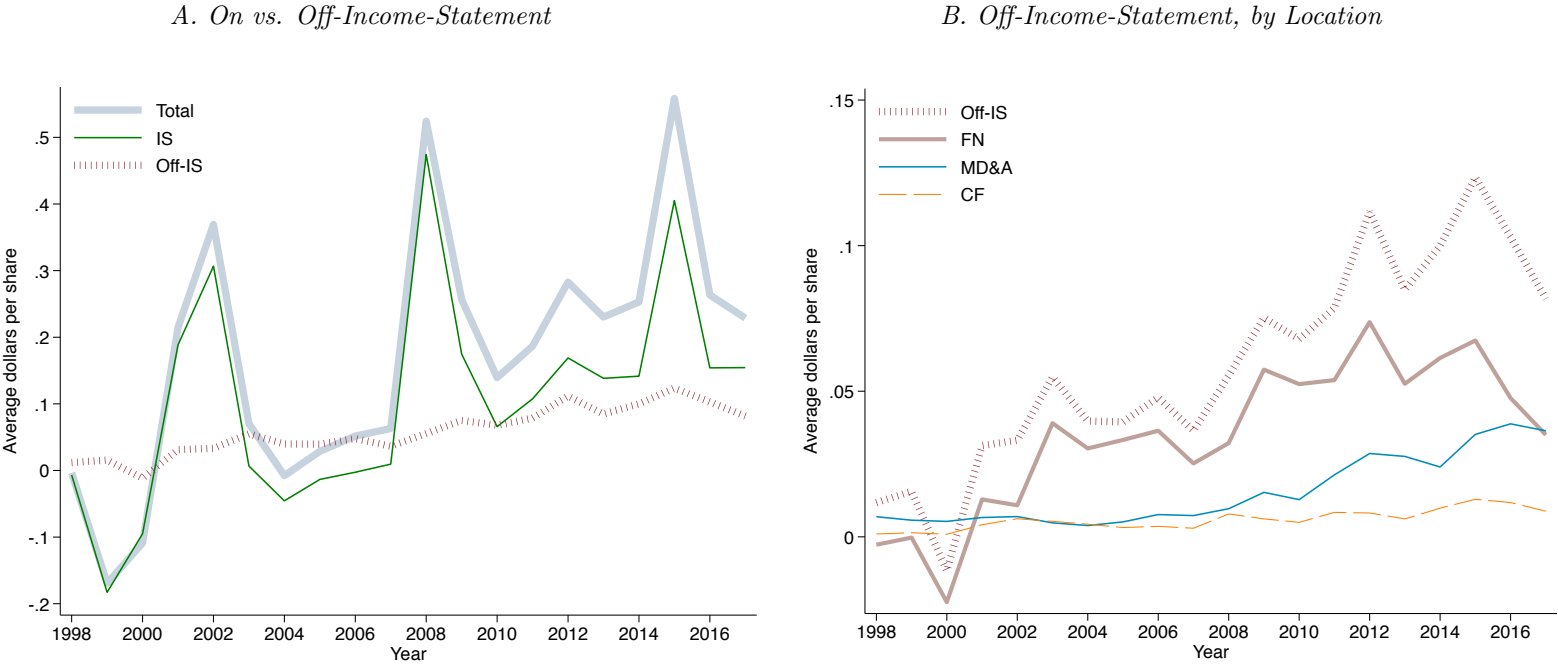 A. On vs. Off-Income-Statement
Total
IS
Off-IS
Average dollars per share
.5
.4
.3
.2
.1
0
-.1
-.2
1998 2000 2002 2004 2006 2008 2010 2012 2014 2016
Year
B. Off-Income-Statement, by Location
Off-IS
FN
MD&A
CF
Average dollars per share
.15
.1
.05
0
1998 2000 2002 2004 2006 2008 2010 2012 2014 2016
Year